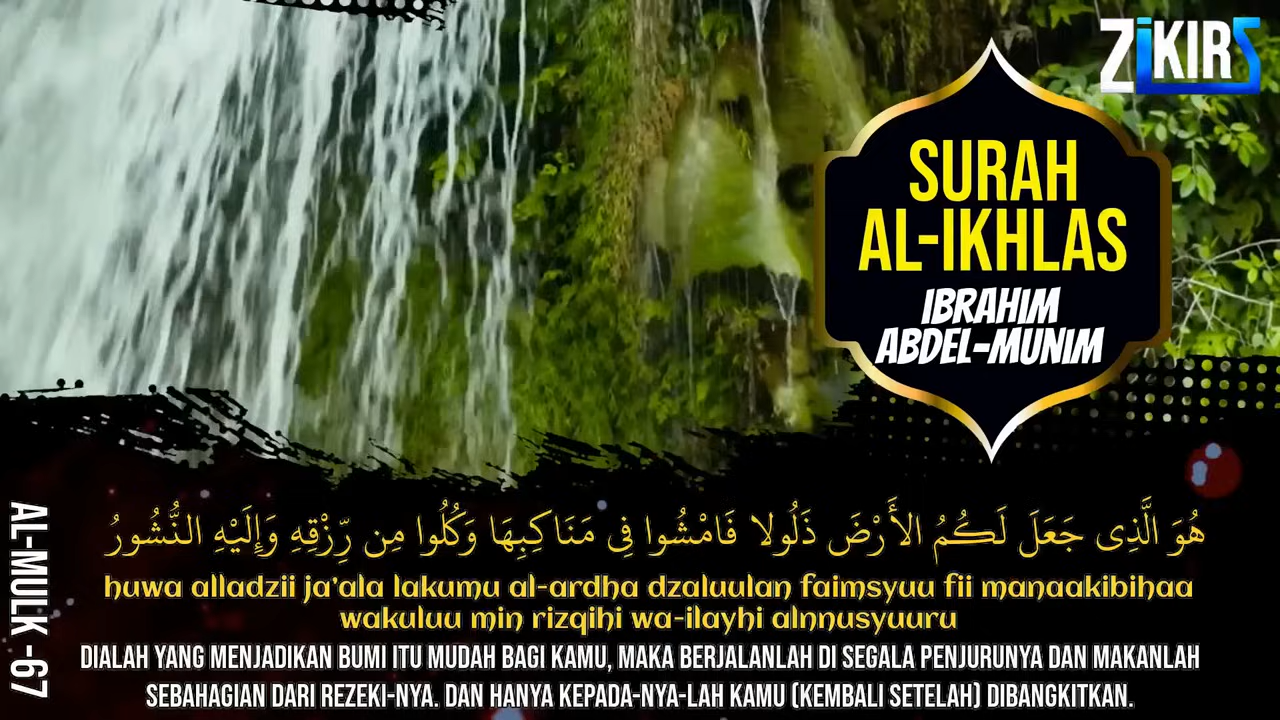 ZiKIRS
SURAH
AL-IKHLAS
IBRAHIM
ABDEL-MUNIM
AL-MULK -67
هُوَ الَّذِى جَعَلَ لَكُمُ الأَرْضَ ذَلُولا فَامْشُوا فِى مَنَاكِبِهَا وَكُلُوا مِن رِّزْقِهِ وَإِلَيْهِ النُّشُورُ
huwa alladzii ja'ala lakumu al-ardha dzaluulan faimsyuu fii manaakibihaa
wakuluu min rizqihi wa-ilayhi alnnusyuuru
DIALAH YANG MENJADIKAN BUMI ITU MUDAH BAGI KAMU, MAKA BERJALANLAH DI SEGALA PENJURUNYA DAN MAKANLAH
SEBAHAGIAN DARI REZEKI-NYA. DAN HANYA KEPADA-NYA-LAH KAMU (KEMBALI SETELAH) DIBANGKITKAN.